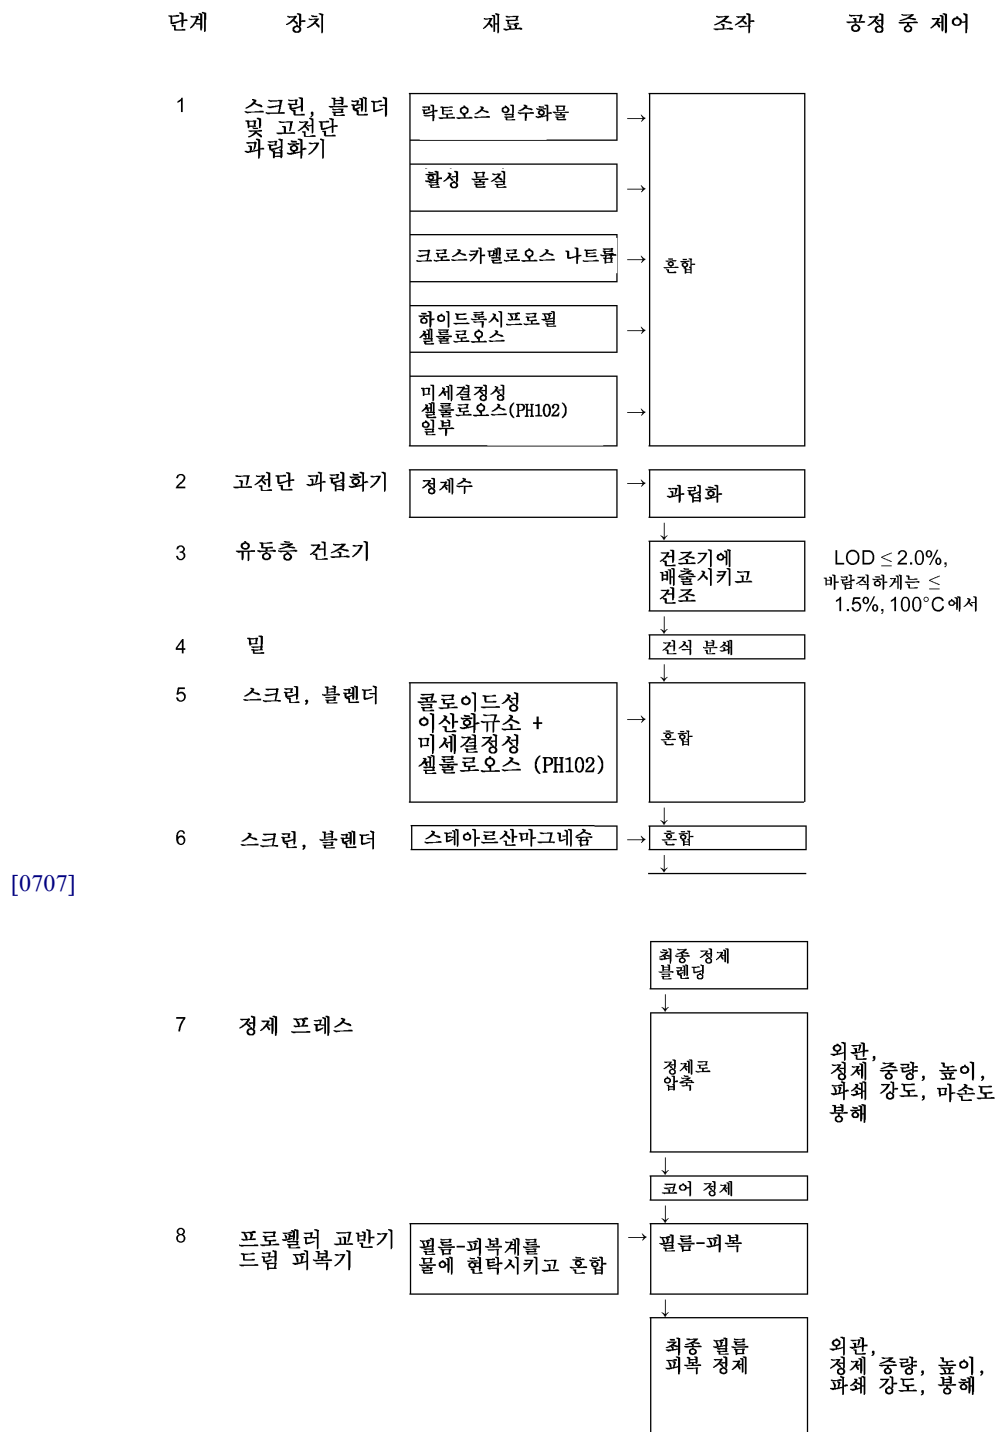 단계 장치 재료 조작 공정 중 제어
1 스크린, 블렌더
및 고전단
과립화기
락토오스 일수화물 →
활성 물질 →
크로스카멜로오스 나트륨 →
하이드록시프로필
셀룰로오스 →
미세결정성
셀룰로오스(PH102) →
일부
혼합
2 고전단 과립화기 정제수 → 과립화
↓
3 유동층 건조기 건조기에
배출시키고
건조
LOD ≤ 2.0%,
바람직하게는 ≤
1.5%, 100°C에서
↓
4 밀 건식 분쇄
↓
5 스크린, 블렌더 콜로이드성
이산화규소 +
미세결정성
셀룰로오스 (PH102)
→ 혼합
↓
6 스크린, 블렌더 스테아르산마그네슘 → 혼합
↓
[0707]
최종 정제
블렌딩
↓
7 정제 프레스 정제로
압축
외관,
정제 중량, 높이,
파쇄 강도, 마손도
붕해
↓
코어 정제
↓
8 프로펠러 교반기
드럼 피복기
필름-피복계를
물에 현탁시키고 혼합
→ 필름-피복
↓
최종 필름
피복 정제
외관,
정제 중량, 높이,
파쇄 강도, 붕해